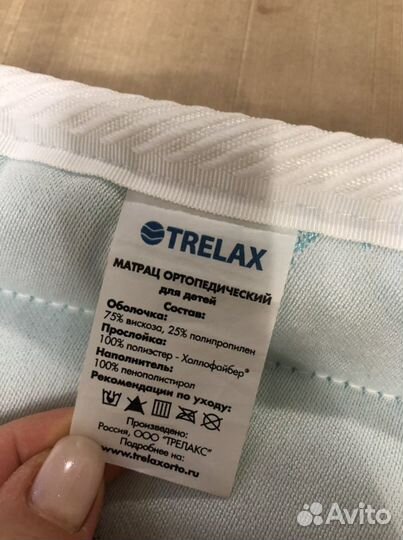 TRELAX
МАТРАЦ ОРТОПЕДИЧЕСКИЙ
для детей
Состав:
Оболочка:
75% вискоза, 25% полипропилен
Прослойка:
100% полиэстер - Холлофайбер®
Наполнитель:
100% пенополистирол
Рекомендации по уходу:
Произведено:
Россия, ООО "ТРЕЛАКС"
Подробнее на:
www.trelaxorto.ru
Avito